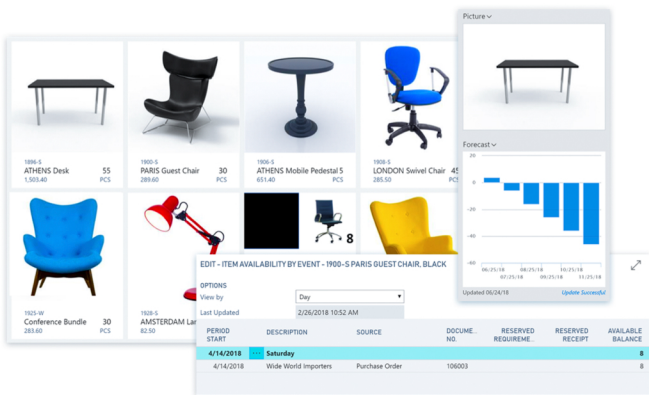 Picture
Forecast
20
0
-20
-40
-60
06/25/18 08/25/18 10/25/18
07/25/18 09/25/18 11/25/18
Updated 06/24/18 Update Successful
1896-S
ATHENS Desk 55
1,503.40 PCS
1900-S
PARIS Guest Chair 30
289.60 PCS
1906-S
ATHENS Mobile Pedestal 5
651.40 PCS
1908-S
LONDON Swivel Chair 45
285.50 PCS
1925-W
Conference Bundle 30
283.60 PCS
1928-S
AMSTERDAM
82.50
8
EDIT - ITEM AVAILABILITY BY EVENT - 1900-S PARIS GUEST CHAIR, BLACK
OPTIONS
View by Day
Last Updated 2/26/2018 10:52 AM
PERIOD START DESCRIPTION SOURCE DOCUME... NO. RESERVED REQUIREME... RESERVED RECEIPT AVAILABLE BALANCE
4/14/2018 ... Saturday 8
4/14/2018 Wide World Importers Purchase Order 106003 8